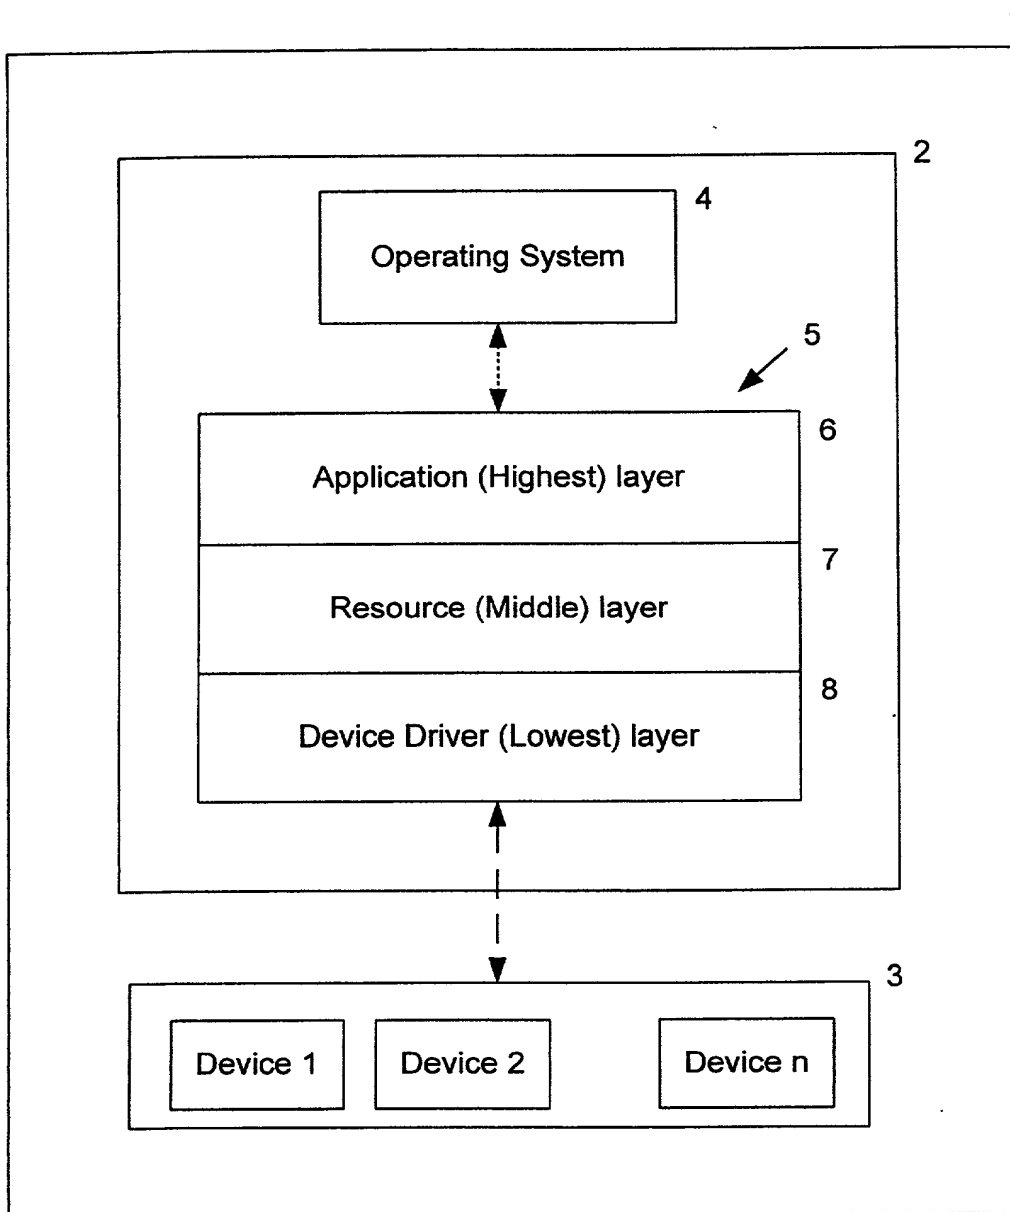 2
4
Operating System
5
6
Application (Highest) layer
7
Resource (Middle) layer
8
Device Driver (Lowest) layer
3
Device 1
Device 2
Device n